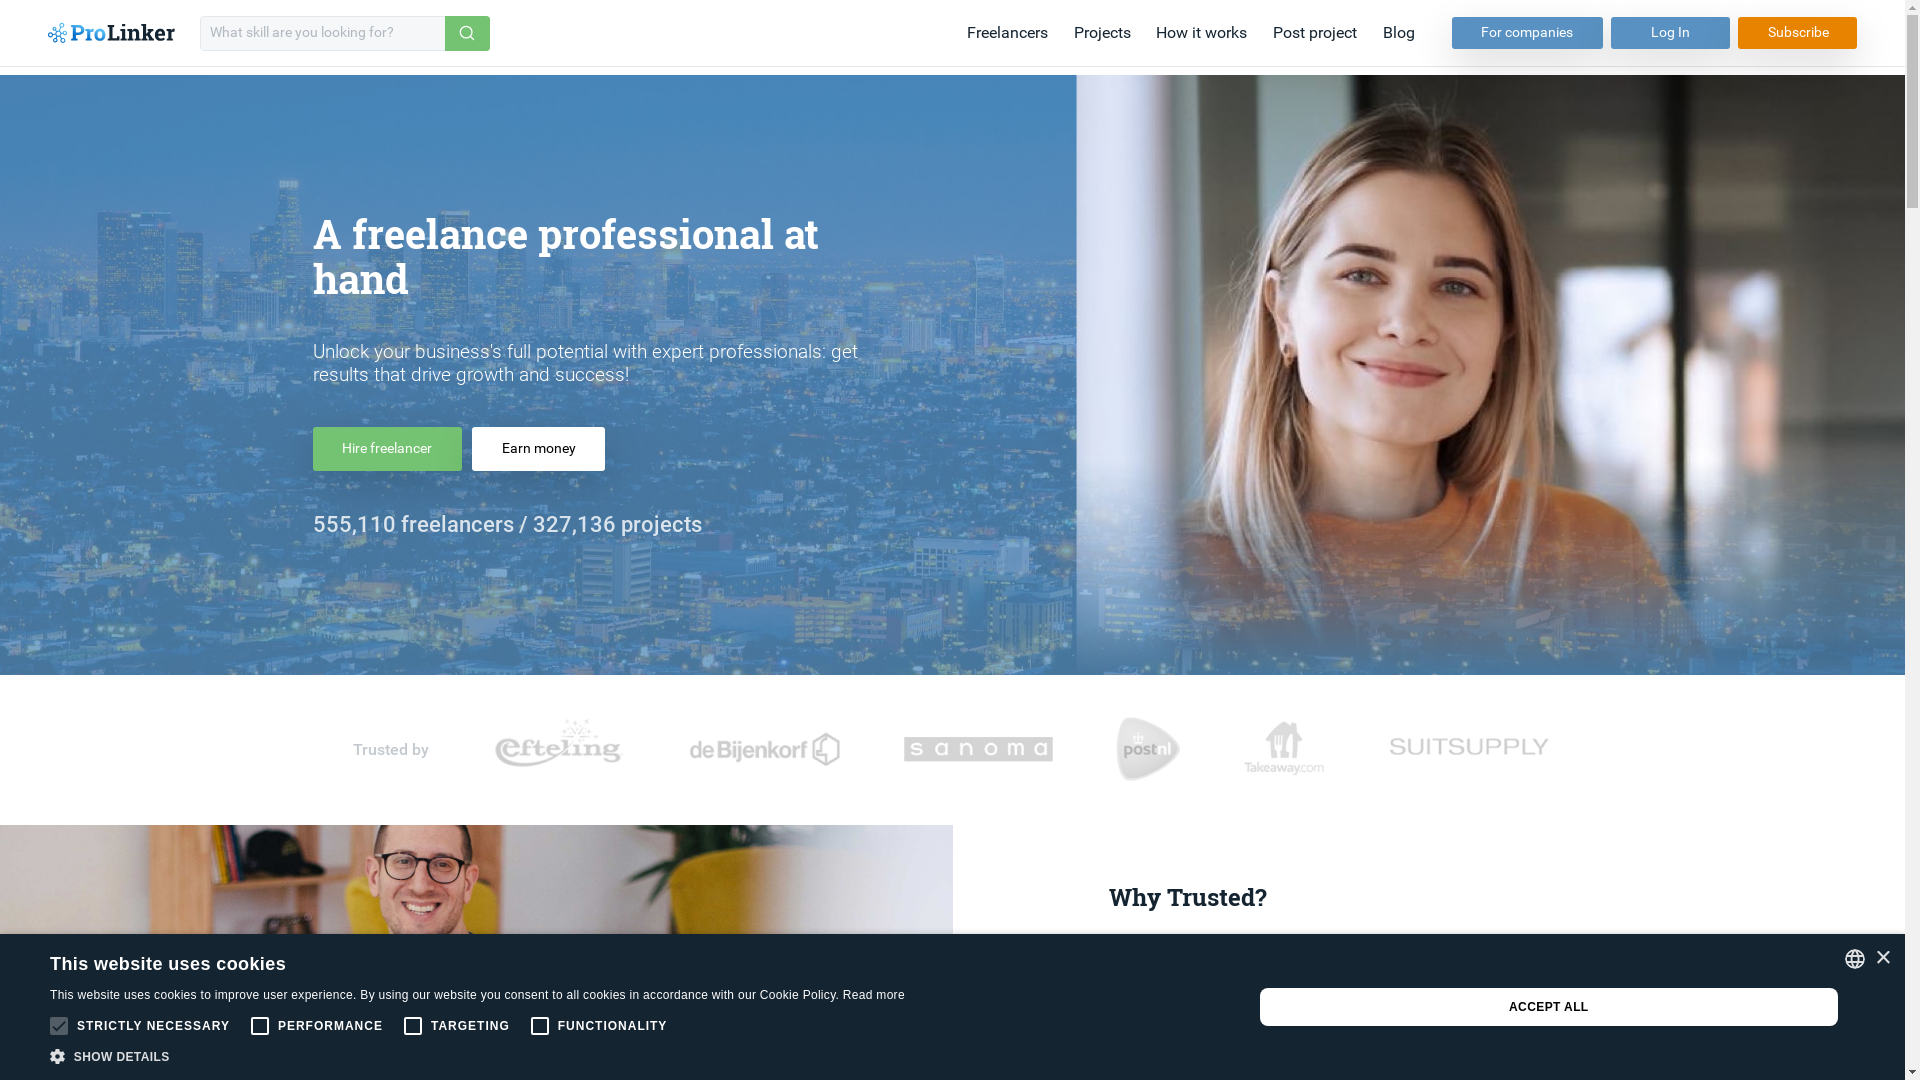 ProLinker
What skill are you looking for?
Freelancers
Projects
How it works
Post project
Blog
For companies
Log In
Subscribe
A freelance professional at
hand
Unlock your business's full potential with expert professionals: get
results that drive growth and success!
Hire freelancer
Earn money
555,110 freelancers / 327,136 projects
Trusted by
efteling
de Bijenkorf
sanoma
postnl
Takeaway.com
SUITSUPPLY
Why Trusted?
This website uses cookies
This website uses cookies to improve user experience. By using our website you consent to all cookies in accordance with our Cookie Policy. Read more
STRICTLY NECESSARY
PERFORMANCE
TARGETING
FUNCTIONALITY
SHOW DETAILS
ACCEPT ALL